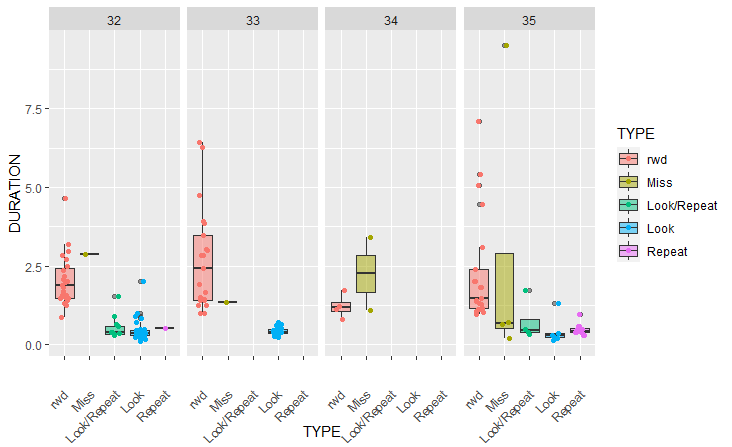 32 33 34 35
DURATION
7.5
5.0
2.5
0.0
rwd Miss Look/Repeat Look Repeat rwd Miss Look/Repeat Look Repeat rwd Miss Look/Repeat Look Repeat rwd Miss Look/Repeat Look Repeat
TYPE
TYPE
rwd
Miss
Look/Repeat
Look
Repeat